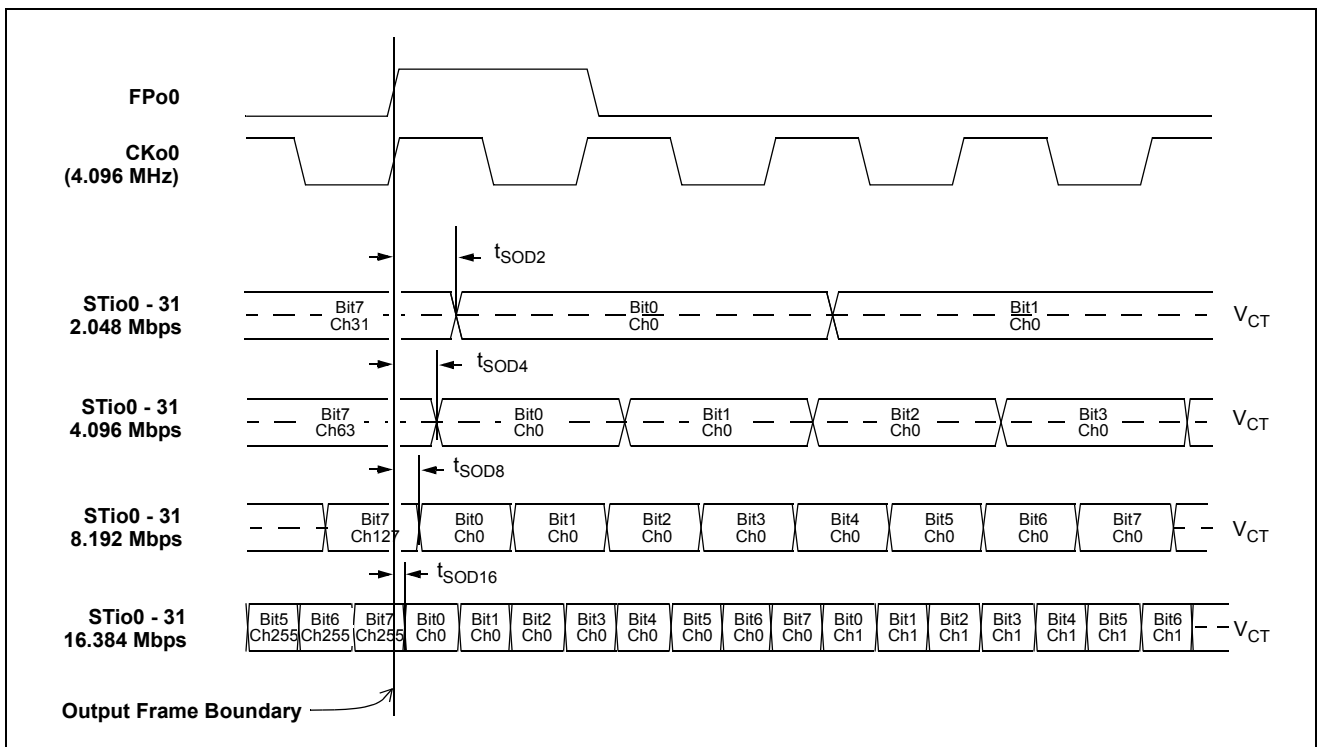 FPo0
CKo0
(4.096 MHz)
tSOD2
STio0 - 31
2.048 Mbps
Bit7
Ch31
Bit0
Ch0
Bit1
Ch0
VCT
tSOD4
STio0 - 31
4.096 Mbps
Bit7
Ch63
Bit0
Ch0
Bit1
Ch0
Bit2
Ch0
Bit3
Ch0
VCT
tSOD8
STio0 - 31
8.192 Mbps
Bit7
Ch127
Bit0
Ch0
Bit1
Ch0
Bit2
Ch0
Bit3
Ch0
Bit4
Ch0
Bit5
Ch0
Bit6
Ch0
Bit7
Ch0
VCT
tSOD16
STio0 - 31
16.384 Mbps
Bit5
Ch255
Bit6
Ch255
Bit7
Ch255
Bit0
Ch0
Bit1
Ch0
Bit2
Ch0
Bit3
Ch0
Bit4
Ch0
Bit5
Ch0
Bit6
Ch0
Bit7
Ch0
Bit0
Ch1
Bit1
Ch1
Bit2
Ch1
Bit3
Ch1
Bit4
Ch1
Bit5
Ch1
Bit6
Ch1
VCT
Output Frame Boundary